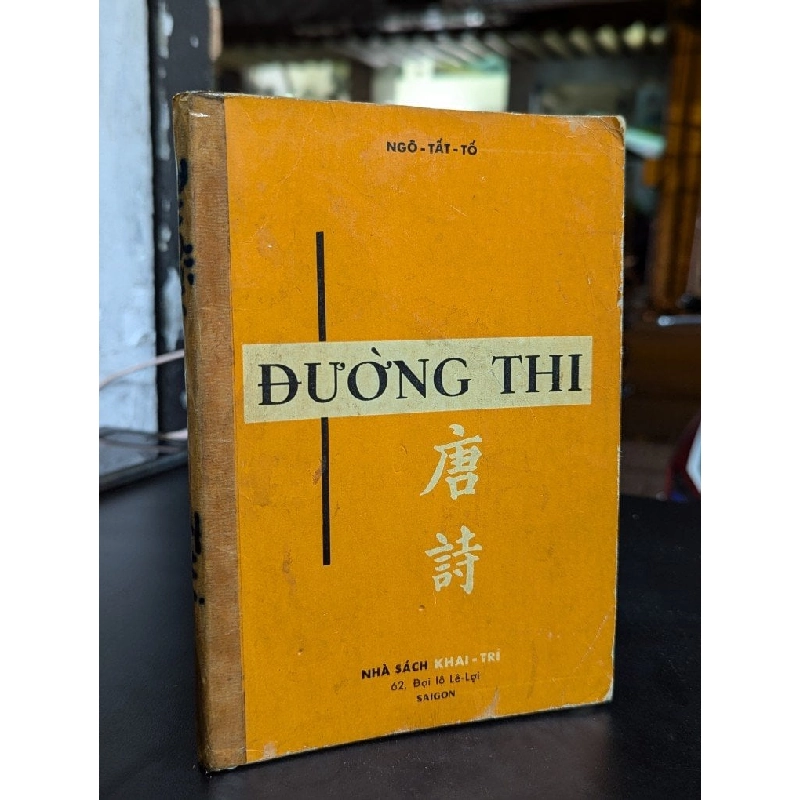 NGÔ-TẤT-TỐ
ĐƯỜNG THI
唐
詩
NHÀ SÁCH KHAI-TRÍ
62, Đại lộ Lê-Lợi
SAIGON